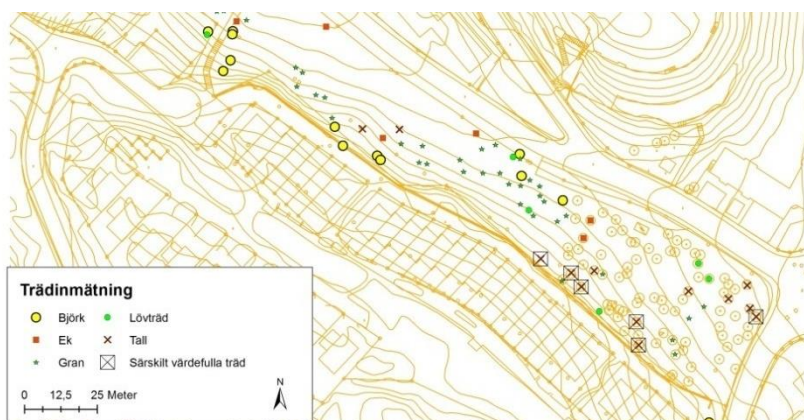 Trädinmätning
Björk Lövträd
Ek Tall
Gran Särskilt värdefulla träd
0 12,5 25 Meter
N